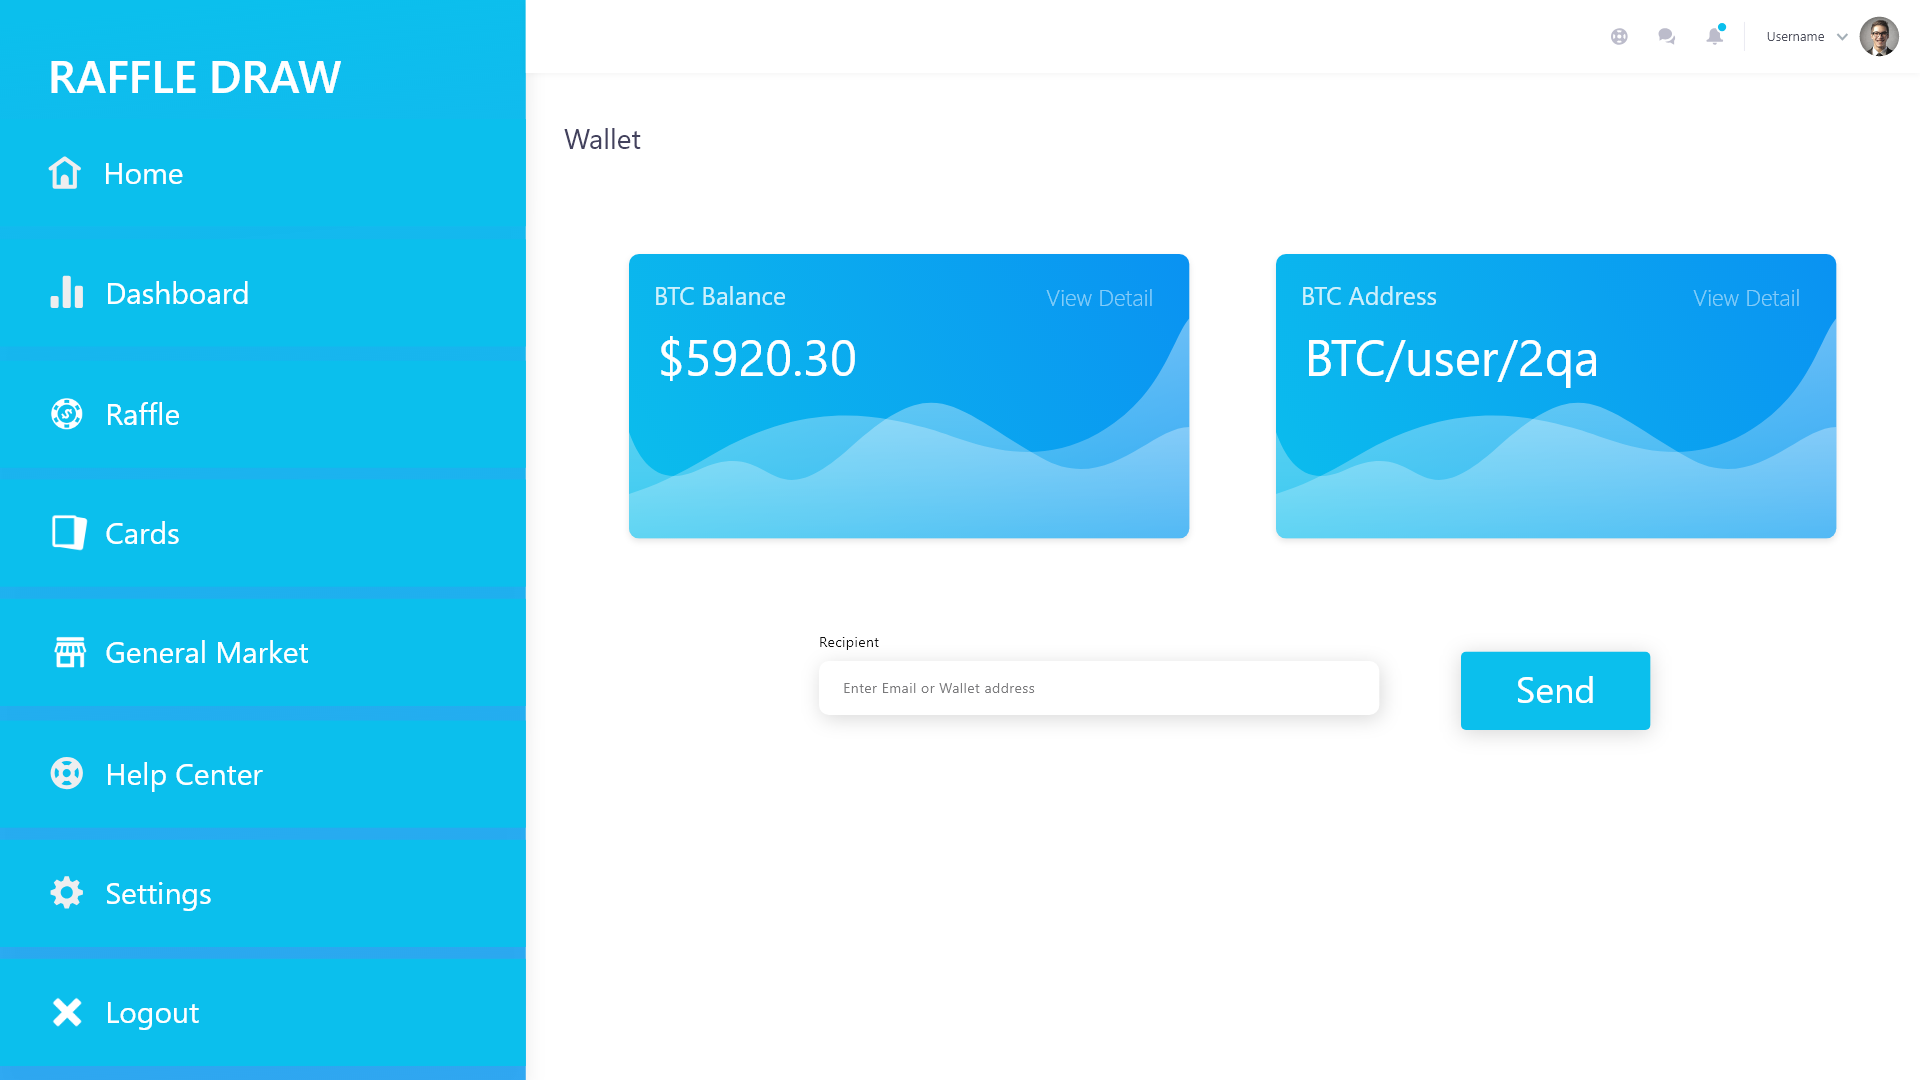 RAFFLE DRAW
Home
Dashboard
Raffle
Cards
General Market
Help Center
Settings
Logout
Username
Wallet
BTC Balance
View Detail
$5920.30
BTC Address
View Detail
BTC/user/2qa
Recipient
Enter Email or Wallet address
Send